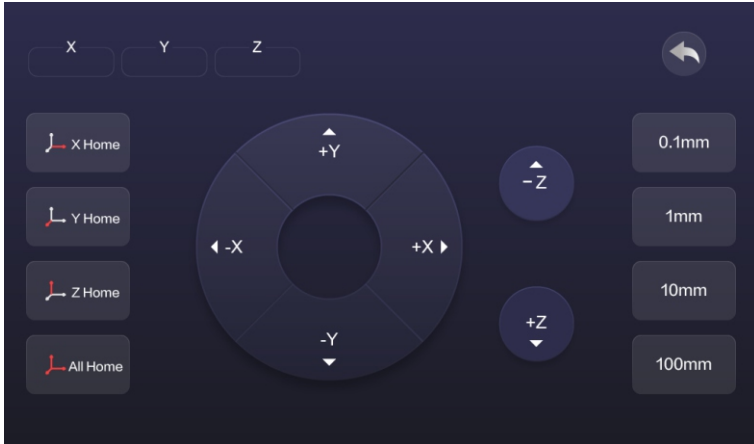 X Y Z
X Home
+Y
−Z
0.1mm
Y Home
1mm
-X
+X
Z Home
10mm
-Y
+Z
All Home
100mm